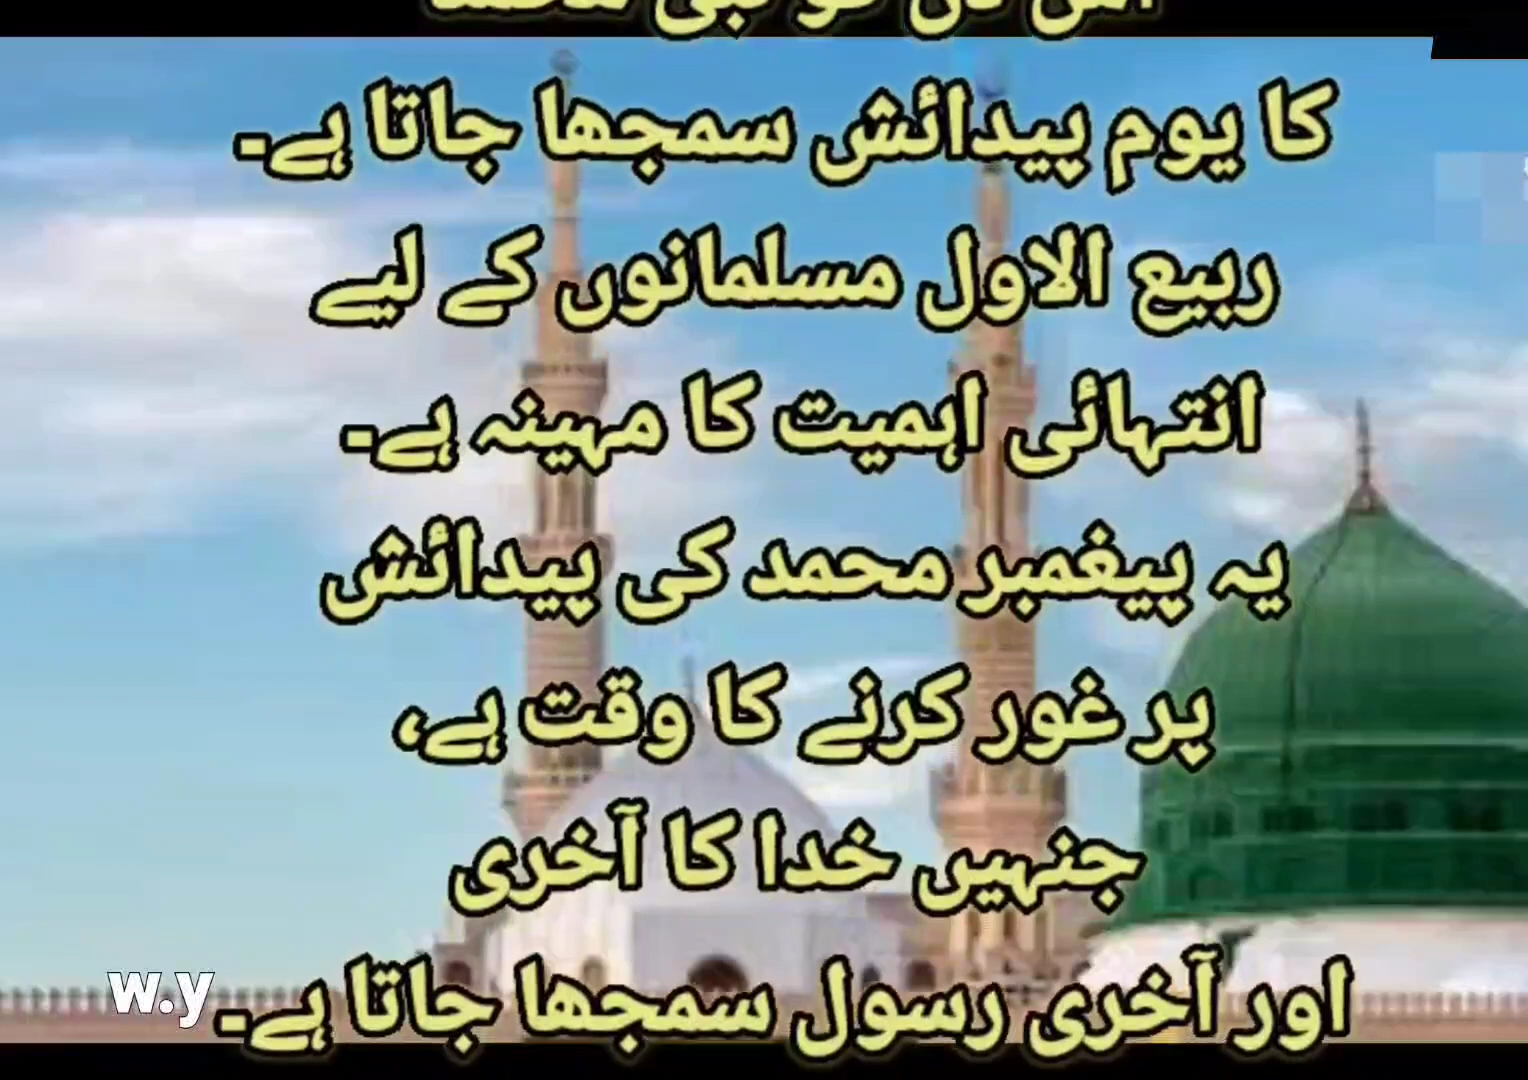 کا یوم پیدائش سمجھا جاتا ہے۔
ربیع الاول مسلمانوں کے لیے
انتہائی اہمیت کا مہینہ ہے۔
یہ پیغمبر محمد کی پیدائش
پر غور کرنے کا وقت ہے،
جنہیں خدا کا آخری
اور آخری رسول سمجھا جاتا ہے۔
w.y